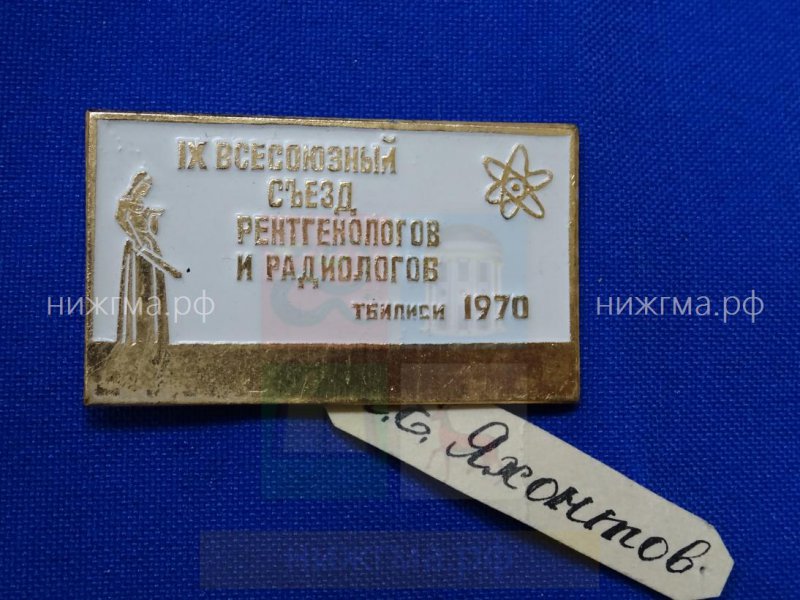 IX ВСЕСОЮЗНЫЙ
СЪЕЗД
РЕНТГЕНОЛОГОВ
И РАДИОЛОГОВ
ТБИЛИСИ 1970
нижгма.рф нижгма.рф
С. Яхонтов.